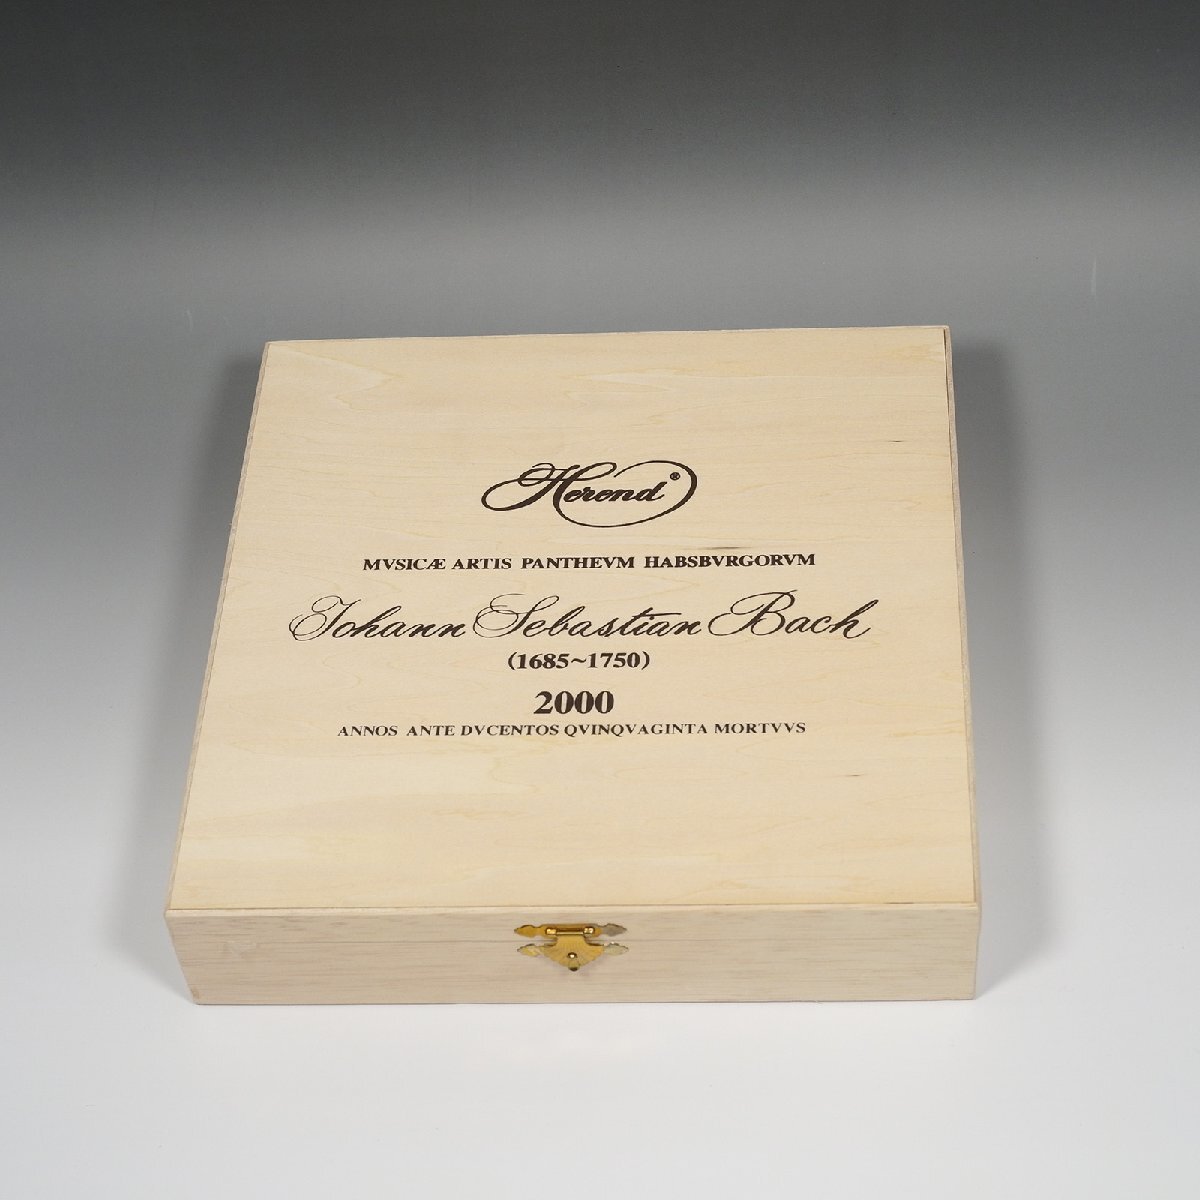 Herend®
MVSICÆ ARTIS PANTHEVM HABSBVRGORVM
Johann Sebastian Bach
(1685~1750)
2000
ANNOS ANTE DVCENTOS QVINQVAGINTA MORTVVS